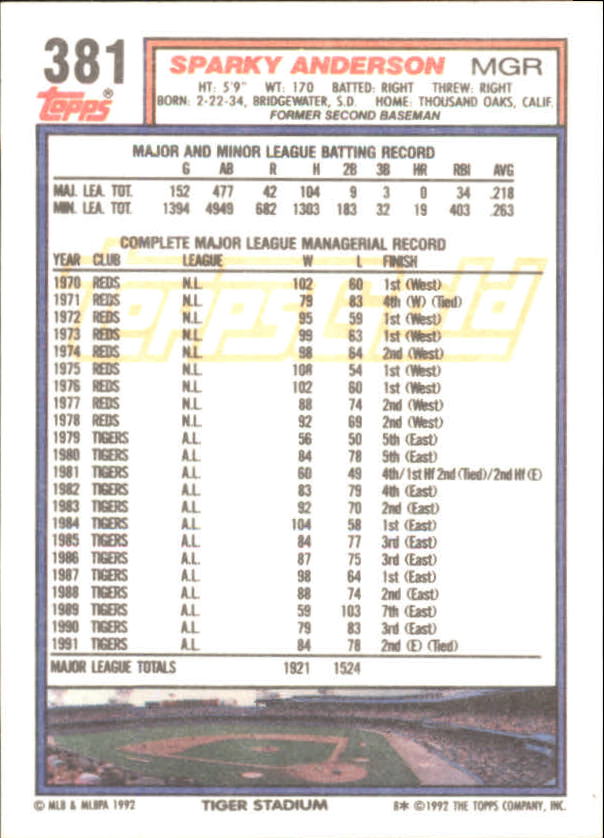 381 SPARKY ANDERSON MGR
TOPPS®
HT: 5'9" WT: 170 BATTED: RIGHT THREW: RIGHT
BORN: 2-22-34, BRIDGEWATER, S.D. HOME: THOUSAND OAKS, CALIF.
FORMER SECOND BASEMAN
MAJOR AND MINOR LEAGUE BATTING RECORD
G AB R H 2B 3B HR RBI AVG
MAJ. LEA. TOT. 152 477 42 104 9 3 0 34 .218
MIN. LEA. TOT. 1394 4949 682 1303 183 32 19 403 .263
COMPLETE MAJOR LEAGUE MANAGERIAL RECORD
YEAR CLUB LEAGUE W L FINISH
ToppsGold
1970 REDS N.L. 102 60 1st (West)
1971 REDS N.L. 79 83 4th (W) (Tied)
1972 REDS N.L. 95 59 1st (West)
1973 REDS N.L. 99 63 1st (West)
1974 REDS N.L. 98 64 2nd (West)
1975 REDS N.L. 108 54 1st (West)
1976 REDS N.L. 102 60 1st (West)
1977 REDS N.L. 88 74 2nd (West)
1978 REDS N.L. 92 69 2nd (West)
1979 TIGERS A.L. 56 50 5th (East)
1980 TIGERS A.L. 84 78 5th (East)
1981 TIGERS A.L. 60 49 4th/1st Hf 2nd (Tied)/2nd Hf (E)
1982 TIGERS A.L. 83 79 4th (East)
1983 TIGERS A.L. 92 70 2nd (East)
1984 TIGERS A.L. 104 58 1st (East)
1985 TIGERS A.L. 84 77 3rd (East)
1986 TIGERS A.L. 87 75 3rd (East)
1987 TIGERS A.L. 98 64 1st (East)
1988 TIGERS A.L. 88 74 2nd (East)
1989 TIGERS A.L. 59 103 7th (East)
1990 TIGERS A.L. 79 83 3rd (East)
1991 TIGERS A.L. 84 78 2nd (E) (Tied)
MAJOR LEAGUE TOTALS 1921 1524
© MLB & MLBPA 1992 TIGER STADIUM B* © 1992 THE TOPPS COMPANY, INC.